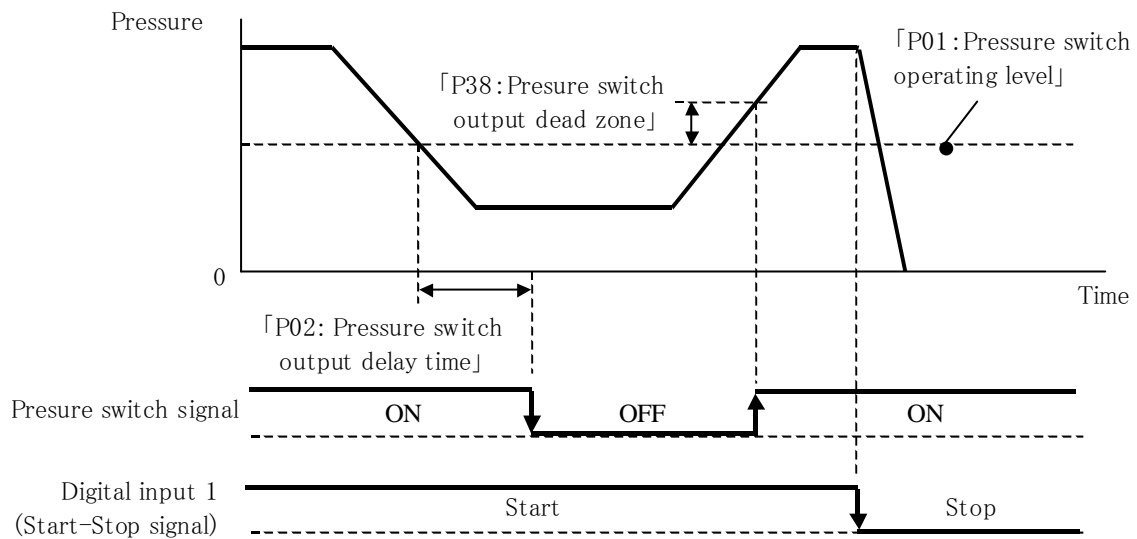 Pressure
「P01:Pressure switch
operating level」
「P38:Presure switch
output dead zone」
0
Time
「P02: Pressure switch
output delay time」
Presure switch signal
ON
OFF
ON
Digital input 1
(Start-Stop signal)
Start
Stop